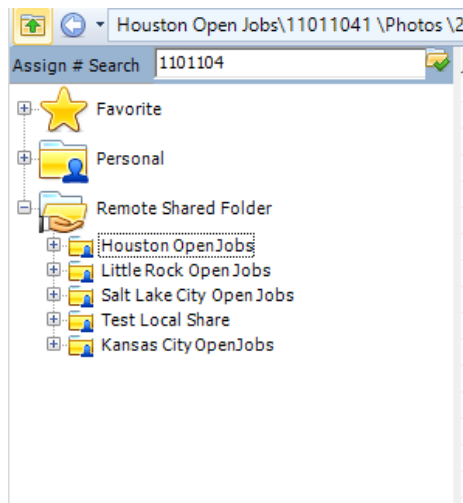 Houston Open Jobs\11011041 \Photos \2
Assign # Search 1101104
Favorite
Personal
Remote Shared Folder
Houston OpenJobs
Little Rock Open Jobs
Salt Lake City Open Jobs
Test Local Share
Kansas City OpenJobs